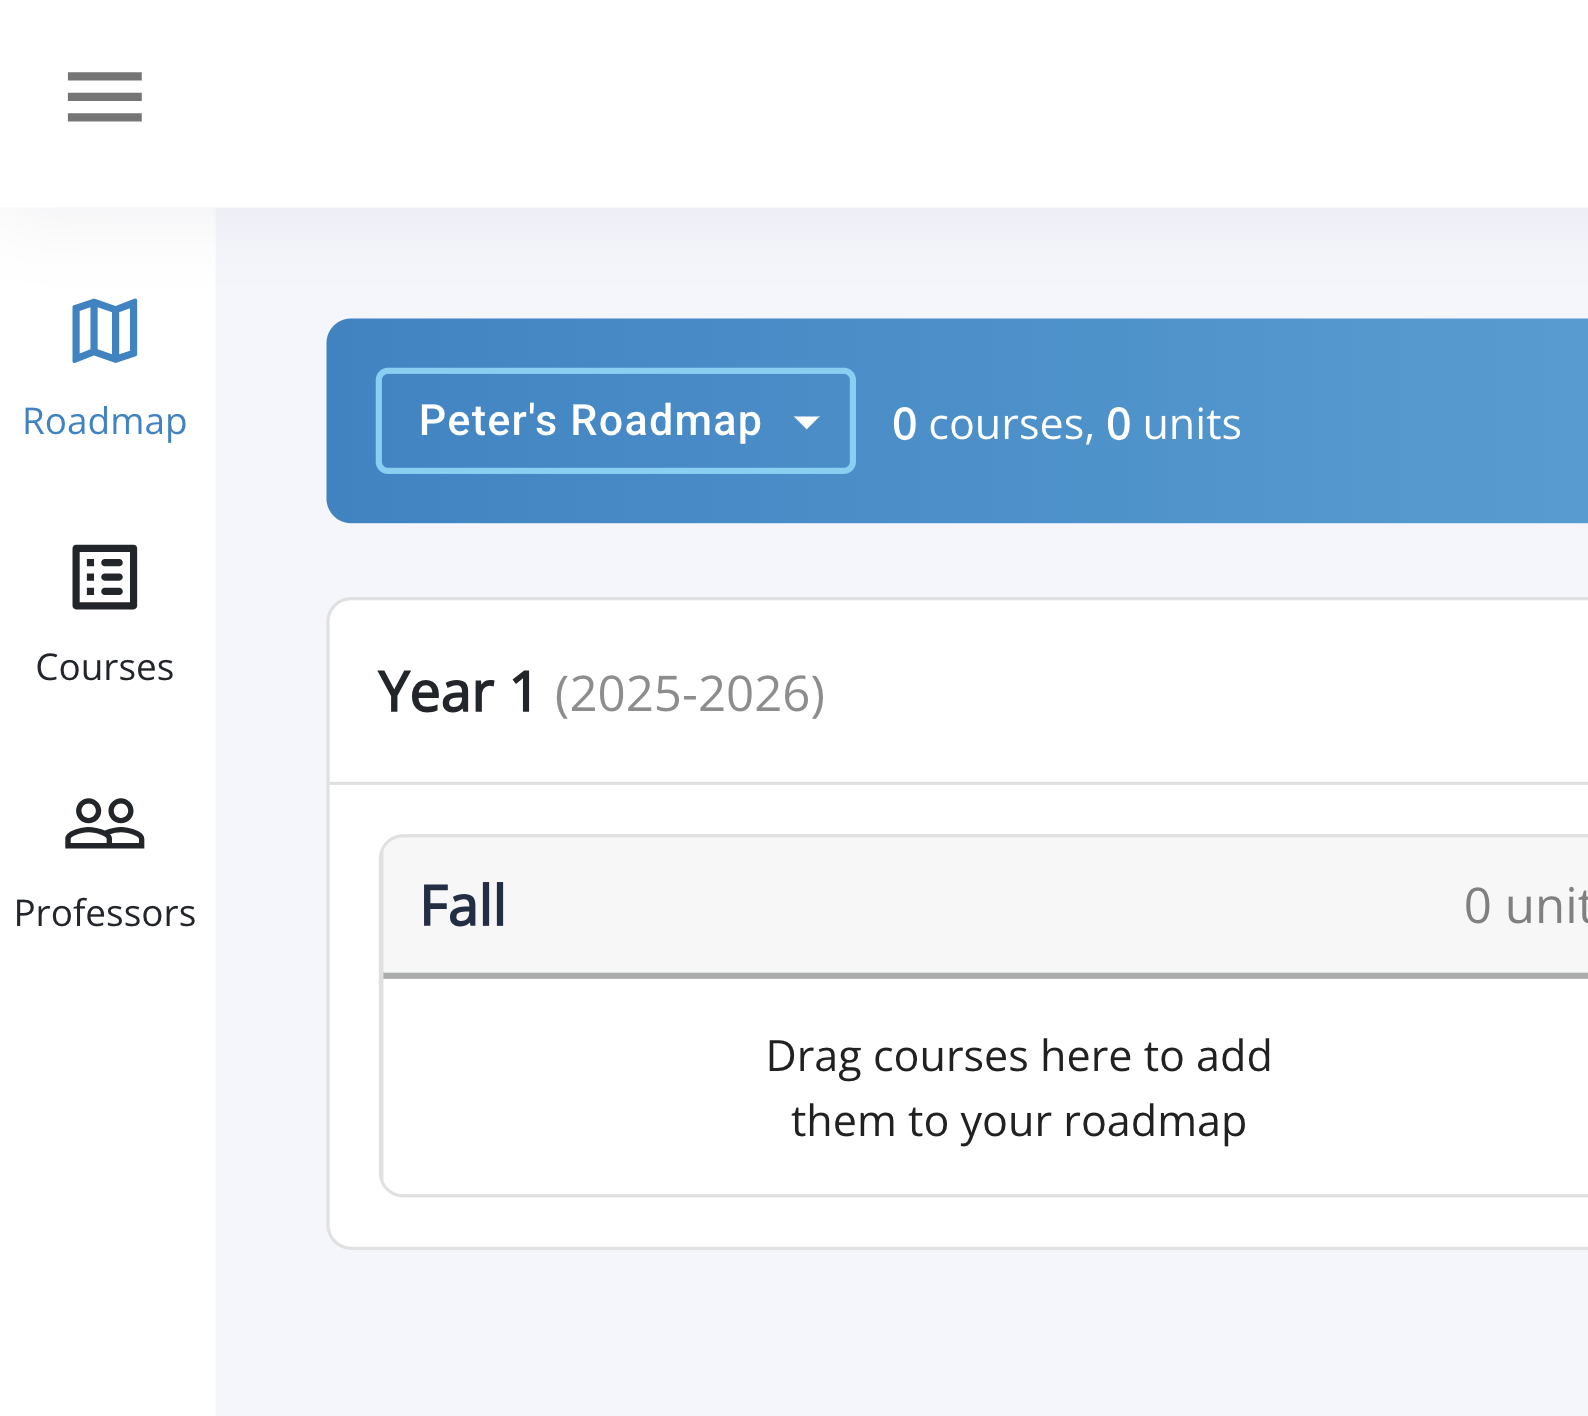 Roadmap
Courses
Professors
Peter's Roadmap
0 courses, 0 units
Year 1 (2025-2026)
Fall
0 unit
Drag courses here to add
them to your roadmap